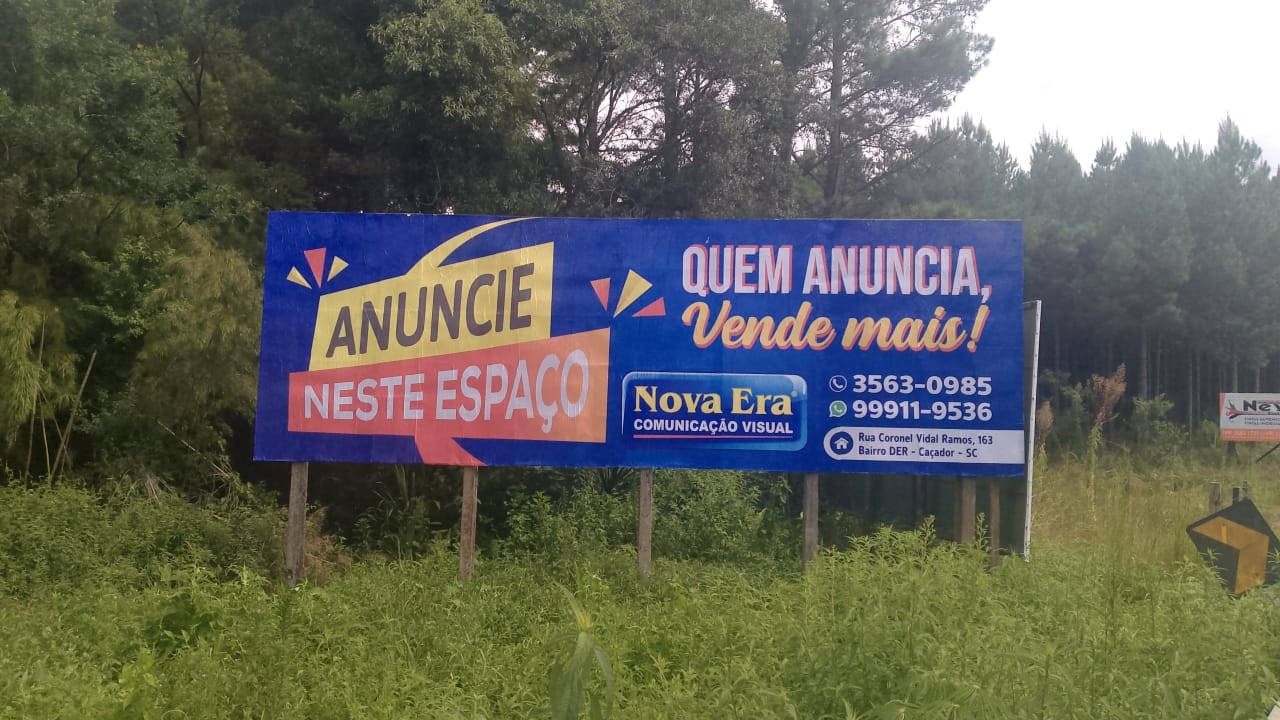 ANUNCIE
NESTE ESPAÇO
QUEM ANUNCIA,
Vende mais!
Nova Era
COMUNICAÇÃO VISUAL
3563-0985
99911-9536
Rua Coronel Vidal Ramos, 163
Bairro DER - Caçador - SC